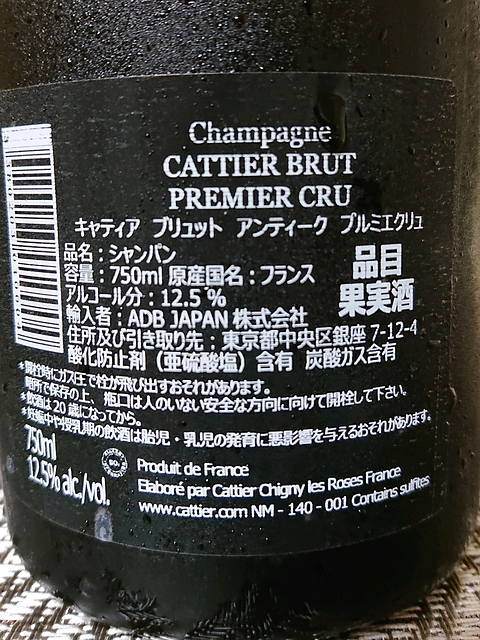 Champagne
CATTIER BRUT
PREMIER CRU
キャティア ブリュット アンティーク プルミエクリュ
品名：シャンパン
容量：750ml 原産国名：フランス
アルコール分：12.5％
品目
果実酒
輸入者：ADB JAPAN 株式会社
住所及び引き取り先：東京都中央区銀座 7-12-4
酸化防止剤（亜硫酸塩）含有 炭酸ガス含有
*開栓時にガス圧で栓が飛び出すおそれがあります。
暗所で保存の上、瓶口は人のいない安全な方向に向けて開栓して下さい。
*飲酒は20歳になってから。
*妊娠中や授乳期の飲酒は胎児・乳児の発育に悪影響を与えるおそれがあります。
750ml
12.5% alc./vol.
Produit de France
Elaboré par Cattier Chigny les Roses France
www.cattier.com NM - 140 - 001 Contains sulfites